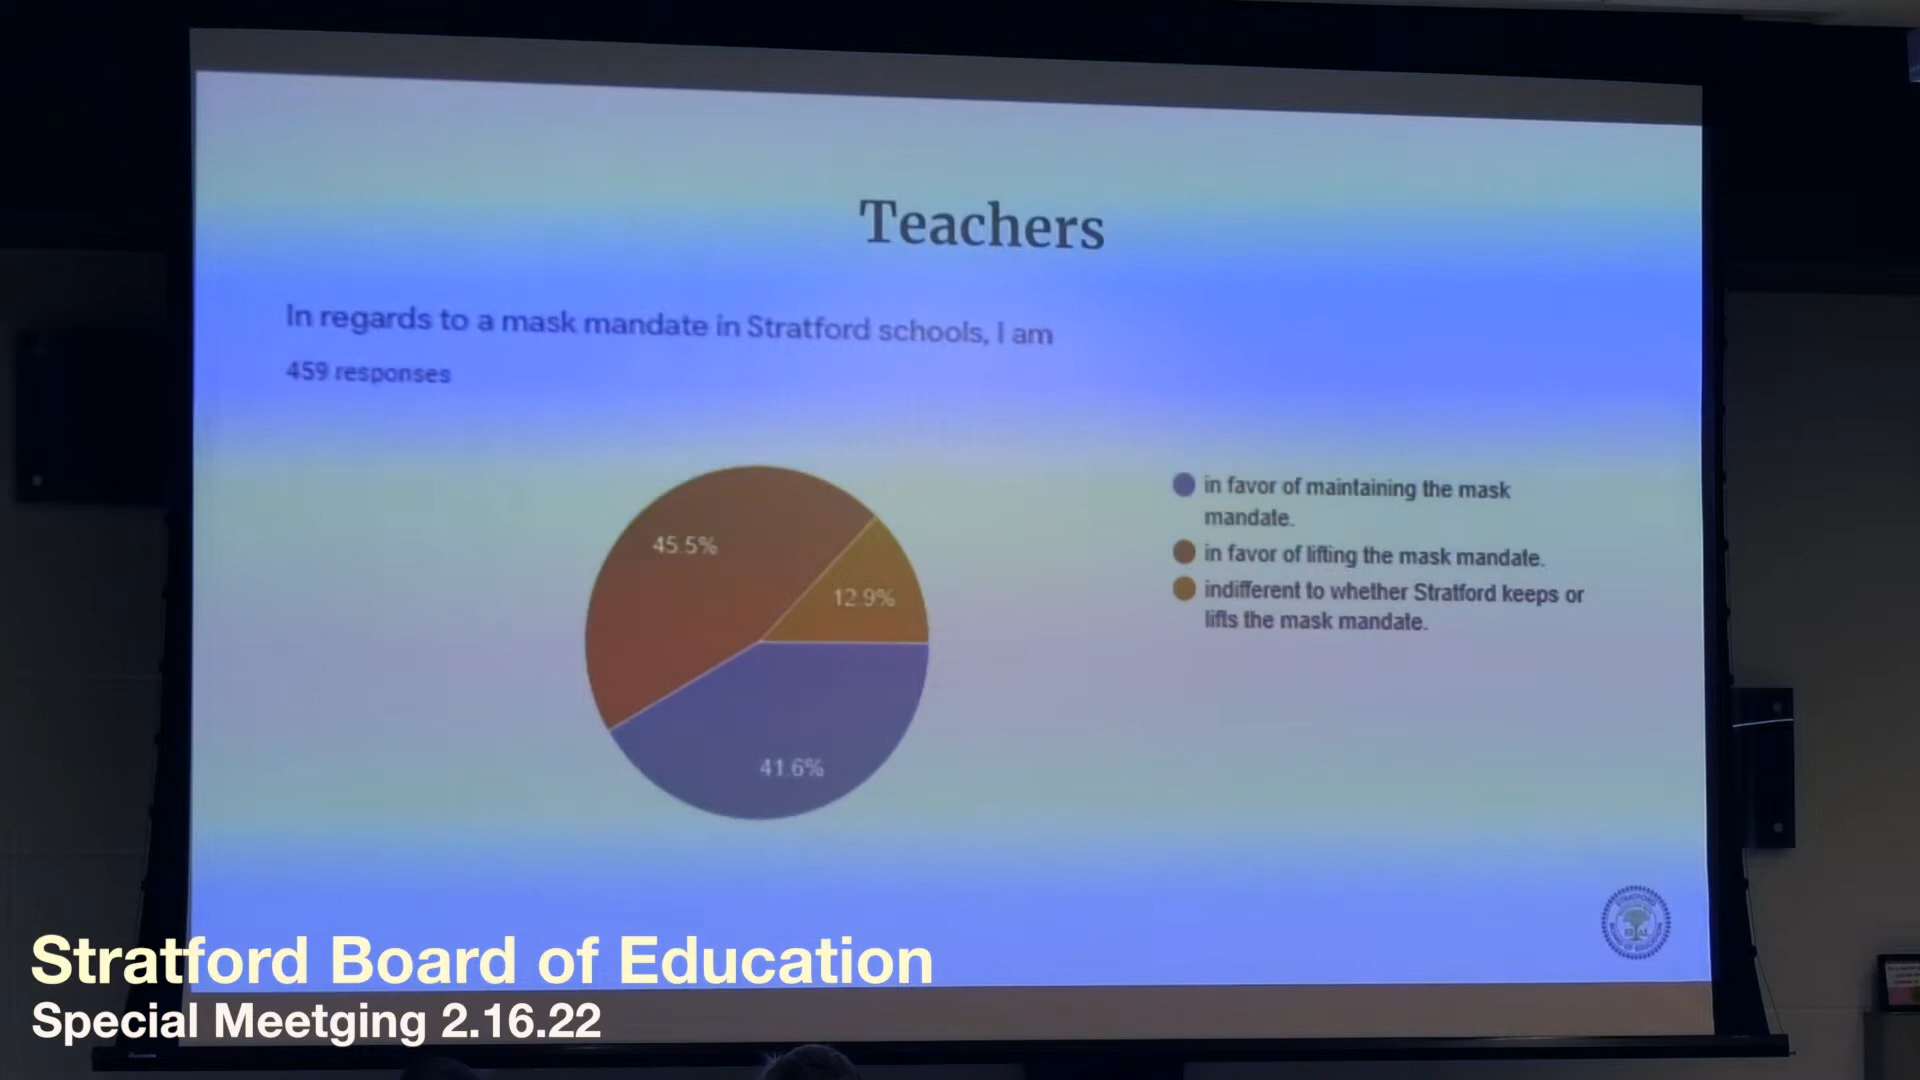 Teachers
In regards to a mask mandate in Stratford schools, I am
459 responses
45.5%
12.9%
41.6%
in favor of maintaining the mask
mandate.
in favor of lifting the mask mandate.
indifferent to whether Stratford keeps or
lifts the mask mandate.
Stratford Board of Education
Special Meetging 2.16.22